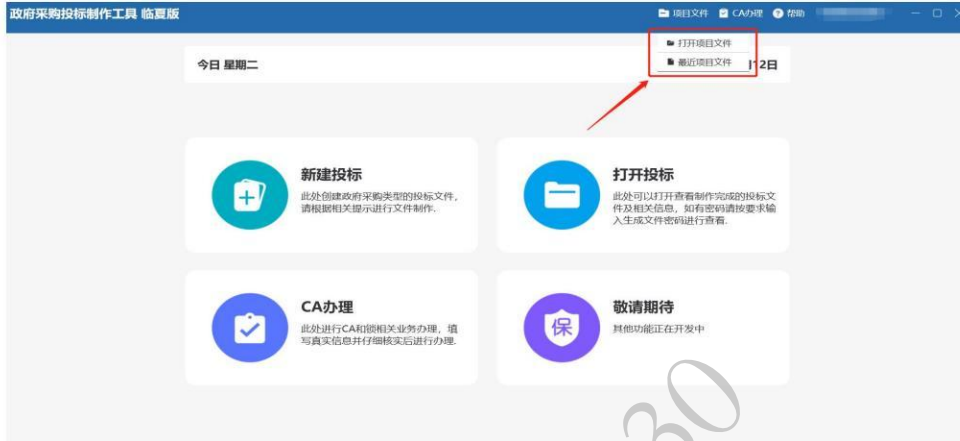 政府采购投标制作工具 临夏版
项目文件 CA办理 帮助
打开项目文件
最近项目文件
今日 星期二
12日
新建投标
此处创建政府采购类型的投标文件,
请根据相关提示进行文件制作.
打开投标
此处可以打开查看制作完成的投标文
件及相关信息, 如有密码请按要求输
入生成文件密码进行查看.
CA办理
此处进行CA和锁相关业务办理, 填
写真实信息并仔细核实后进行办理.
保
敬请期待
其他功能正在开发中
30